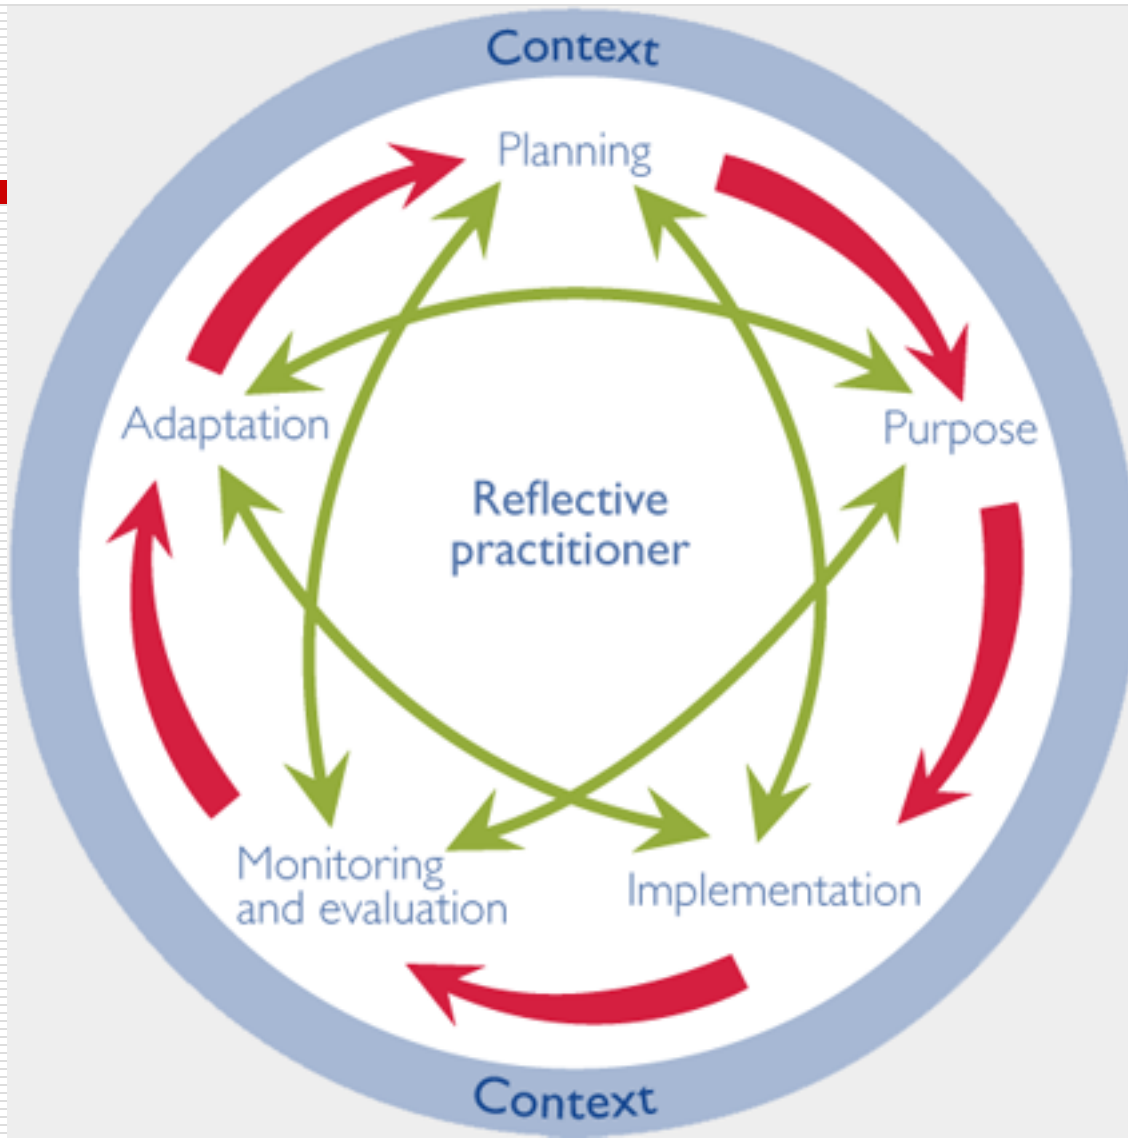 Context
Planning
Adaptation
Purpose
Reflective
practitioner
Monitoring
and evaluation
Implementation
Context